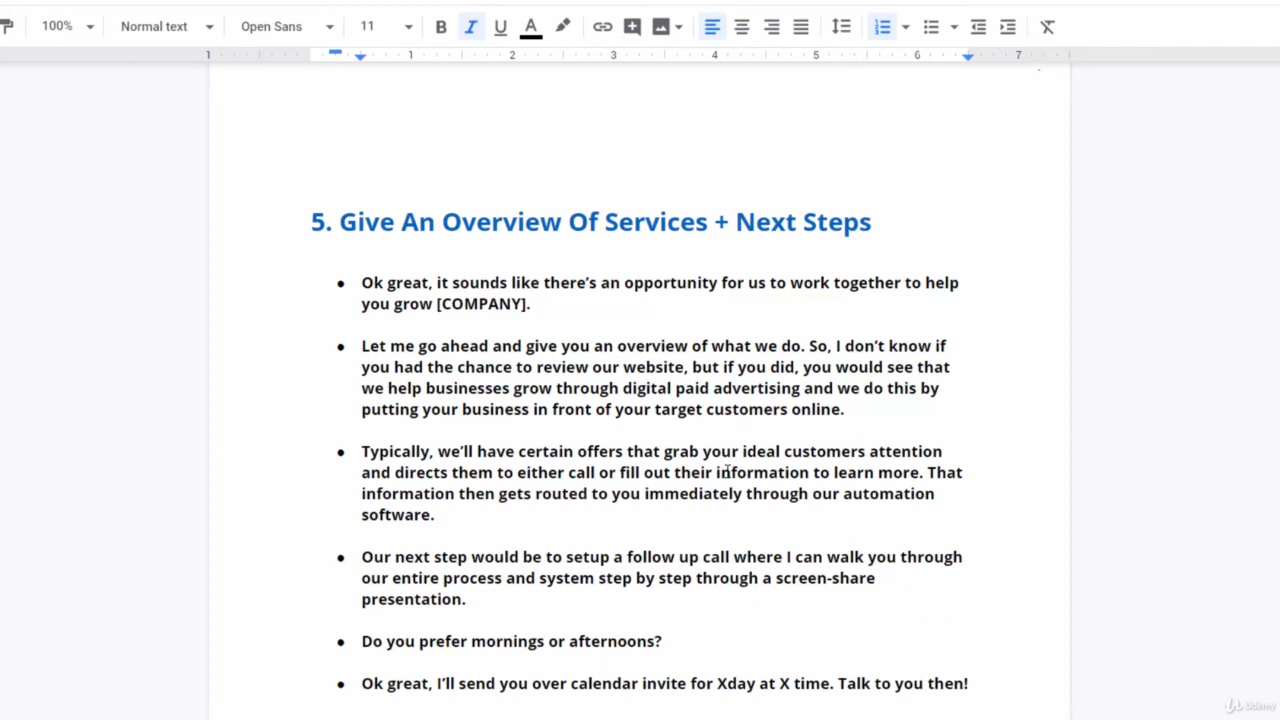 100% Normal text Open Sans 11 B I U A
1 1 2 3 4 5 6 7
5. Give An Overview Of Services + Next Steps
● Ok great, it sounds like there’s an opportunity for us to work together to help
you grow [COMPANY].
● Let me go ahead and give you an overview of what we do. So, I don’t know if
you had the chance to review our website, but if you did, you would see that
we help businesses grow through digital paid advertising and we do this by
putting your business in front of your target customers online.
● Typically, we’ll have certain offers that grab your ideal customers attention
and directs them to either call or fill out their information to learn more. That
information then gets routed to you immediately through our automation
software.
● Our next step would be to setup a follow up call where I can walk you through
our entire process and system step by step through a screen-share
presentation.
● Do you prefer mornings or afternoons?
● Ok great, I’ll send you over calendar invite for Xday at X time. Talk to you then!
Udemy